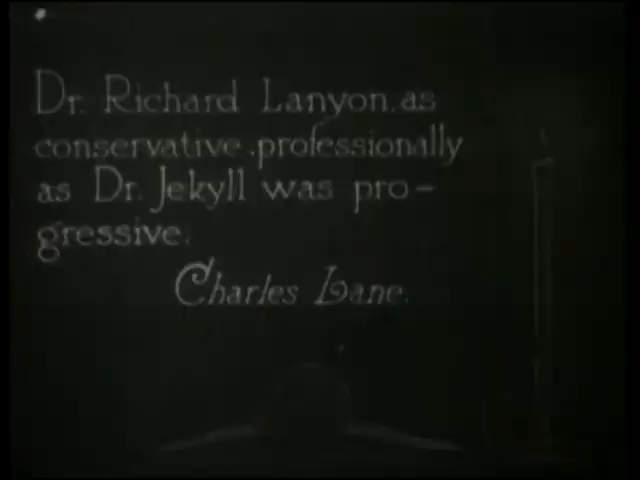 Dr. Richard Lanyon, as
conservative, professionally
as Dr. Jekyll was pro-
gressive.
Charles Lane.